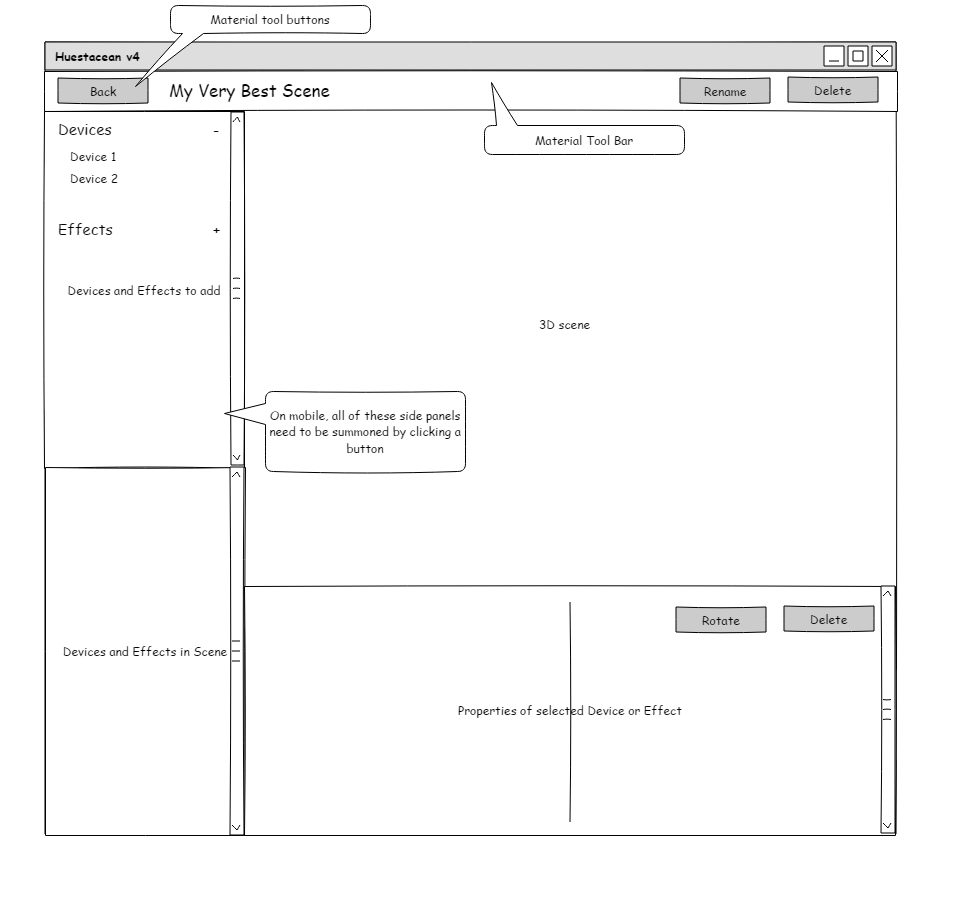 Material tool buttons
Huestacean v4
Back
My Very Best Scene
Rename
Delete
Material Tool Bar
Devices -
Device 1
Device 2
Effects +
Devices and Effects to add
3D scene
On mobile, all of these side panels
need to be summoned by clicking a
button
Rotate
Delete
Devices and Effects in Scene
Properties of selected Device or Effect